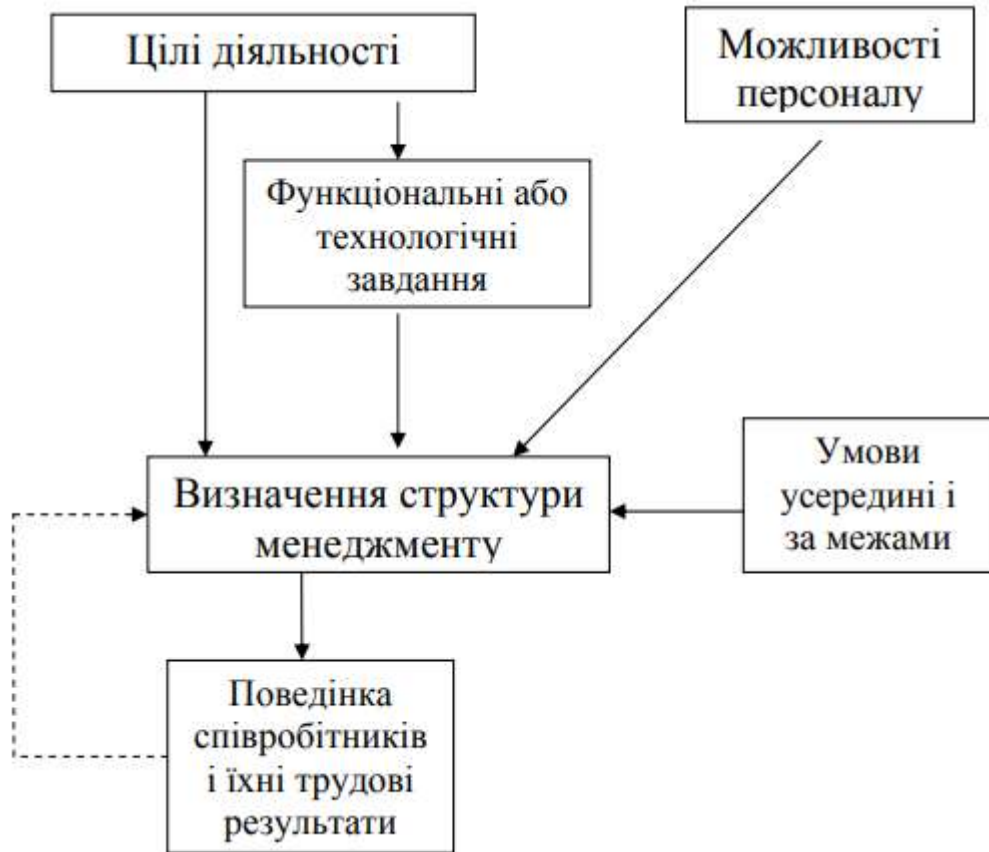 Цілі діяльності
Можливості
персоналу
Функціональні або
технологічні
завдання
Визначення структури
менеджменту
Умови
усередині і
за межами
Поведінка
співробітників
і їхні трудові
результати